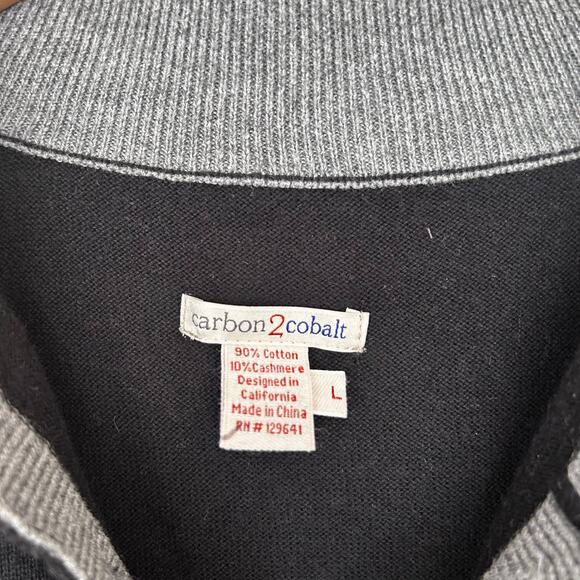 carbon2cobalt
90% Cotton
10%Cashmere
Designed in
California
Made in China
RN# 129641
L